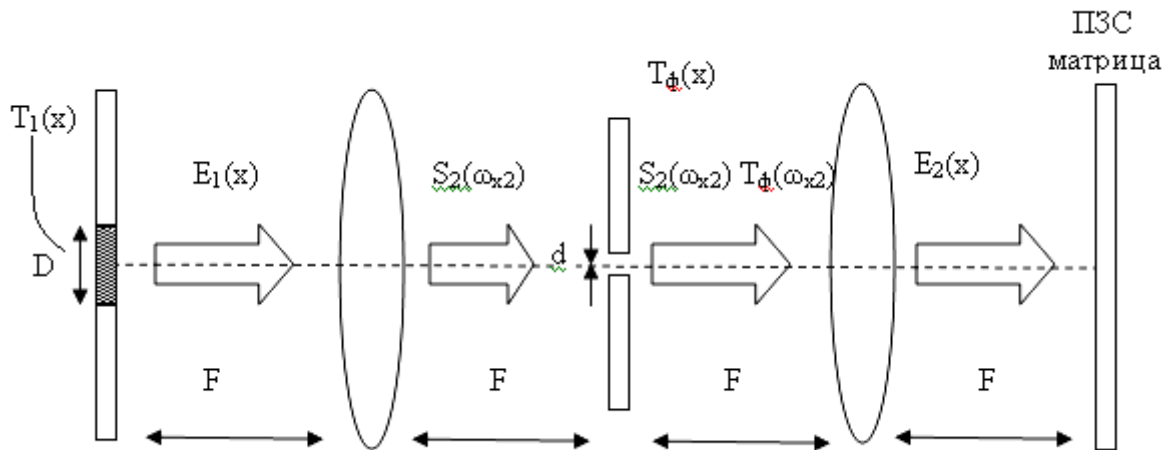 ПЗС
матрица
T₁(x)
Tф(x)
E₁(x)
S₂(ωₓ₂)
S₂(ωₓ₂) Tф(ωₓ₂)
E₂(x)
D
d
F
F
F
F